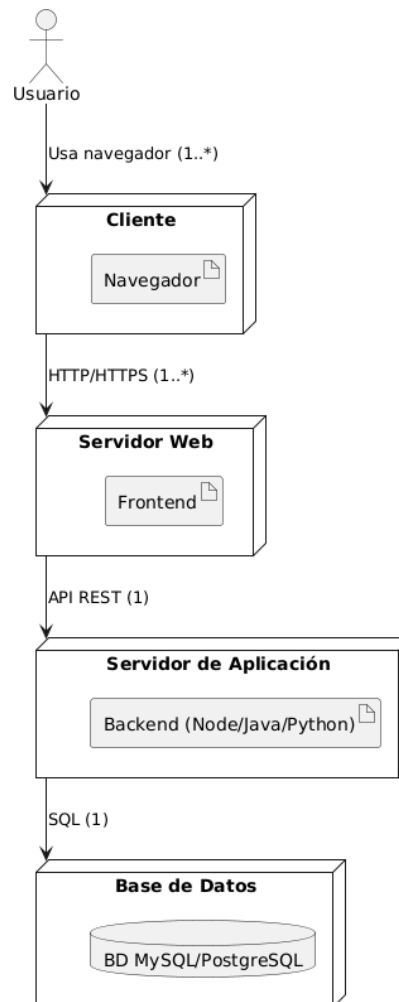 Usuario
Usa navegador (1..*)
Cliente
Navegador
HTTP/HTTPS (1..*)
Servidor Web
Frontend
API REST (1)
Servidor de Aplicación
Backend (Node/Java/Python)
SQL (1)
Base de Datos
BD MySQL/PostgreSQL